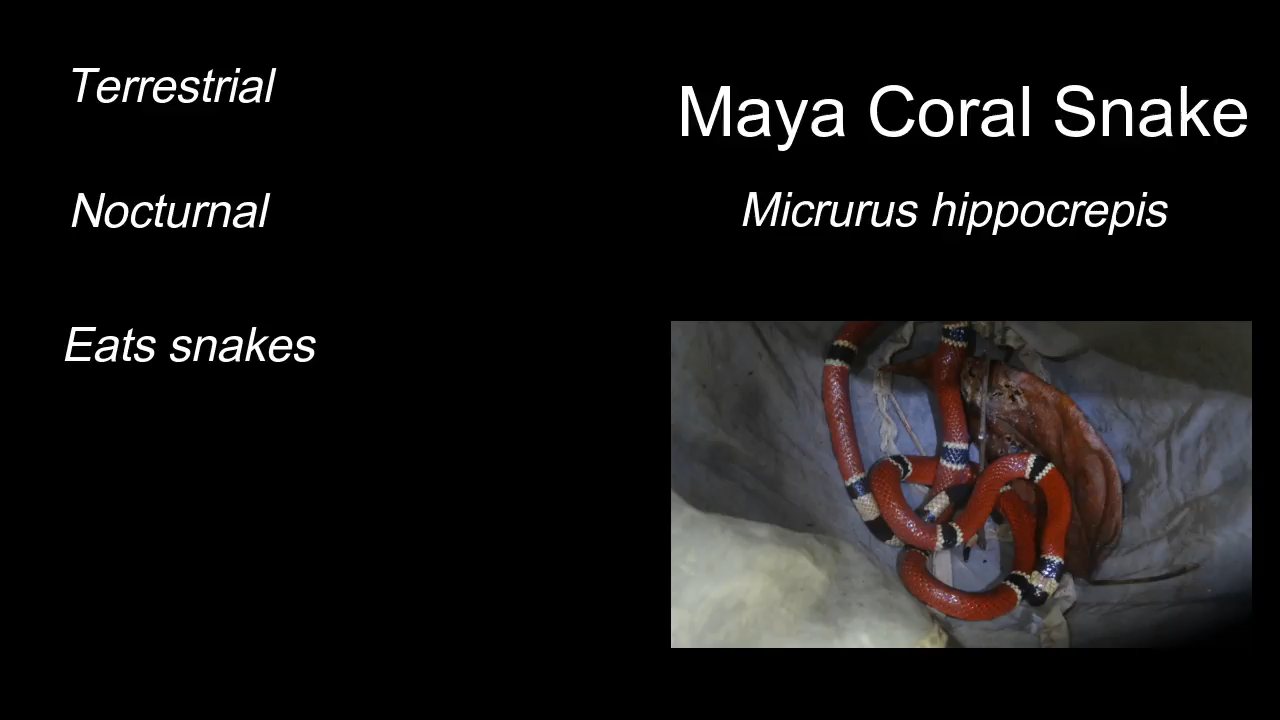 Terrestrial
Nocturnal
Eats snakes
Maya Coral Snake
Micrurus hippocrepis